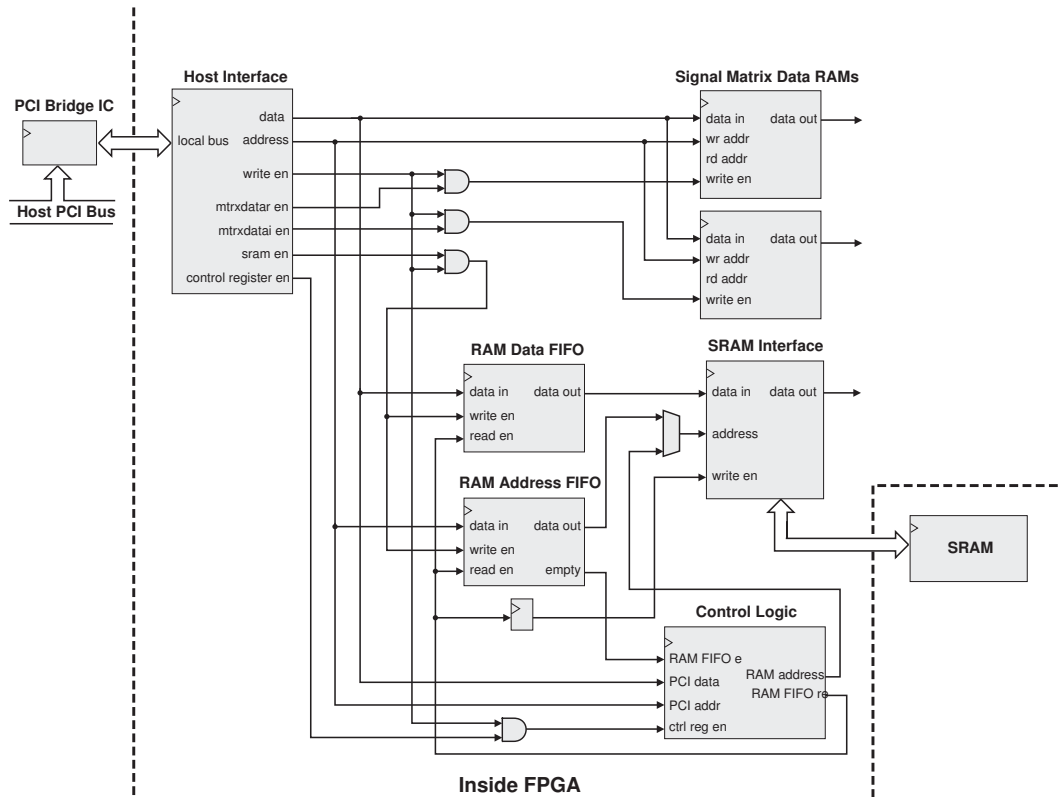 Host Interface
Signal Matrix Data RAMs
PCI Bridge IC
data
data in
data out
local bus
address
wr addr
rd addr
write en
write en
mtrxdatar en
Host PCI Bus
mtrxdatai en
data in
data out
sram en
wr addr
control register en
rd addr
write en
RAM Data FIFO
SRAM Interface
data in
data out
data in
data out
write en
read en
address
RAM Address FIFO
write en
data in
data out
write en
SRAM
read en
empty
Control Logic
RAM FIFO e
RAM address
PCI data
RAM FIFO re
PCI addr
ctrl reg en
Inside FPGA